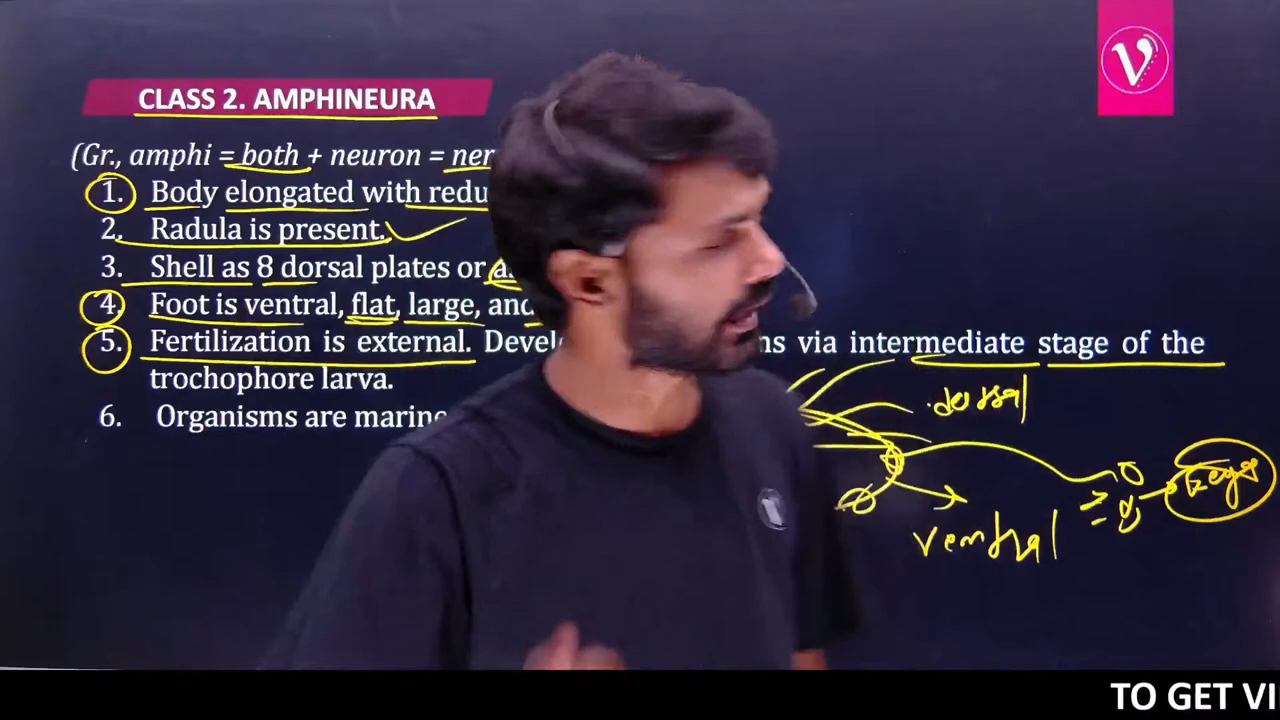 V
CLASS 2. AMPHINEURA
(Gr., amphi = both + neuron = ner
1. Body elongated with redu
2. Radula is present.
3. Shell as 8 dorsal plates or as
4. Foot is ventral, flat, large, and
5. Fertilization is external. Devel ns via intermediate stage of the
trochophore larva.
dorsal
6. Organisms are marine
ventral
TO GET VI